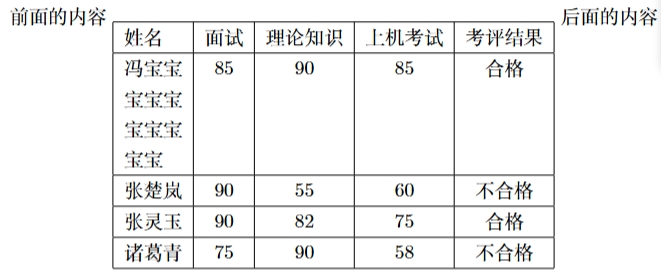 前面的内容 后面的内容
姓名 面试 理论知识 上机考试 考评结果
冯宝宝 85 90 85 合格
宝宝宝
宝宝宝
宝宝
张楚岚 90 55 60 不合格
张灵玉 90 82 75 合格
诸葛青 75 90 58 不合格